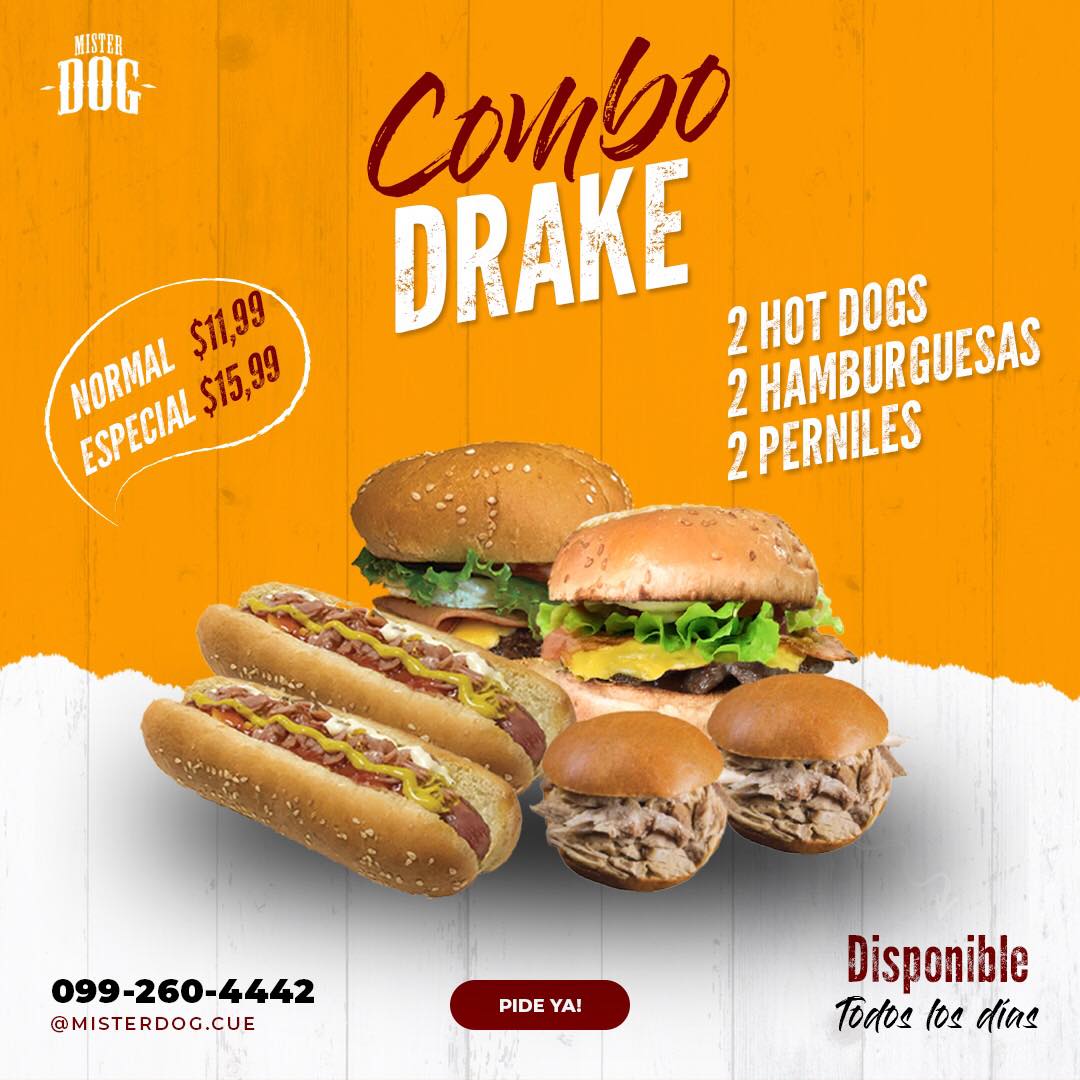 MISTER
DOG
Combo
DRAKE
NORMAL $11,99
ESPECIAL $15,99
2 HOT DOGS
2 HAMBURGUESAS
2 PERNILES
099-260-4442
@MISTERDOG.CUE
PIDE YA!
Disponible
Todos los días